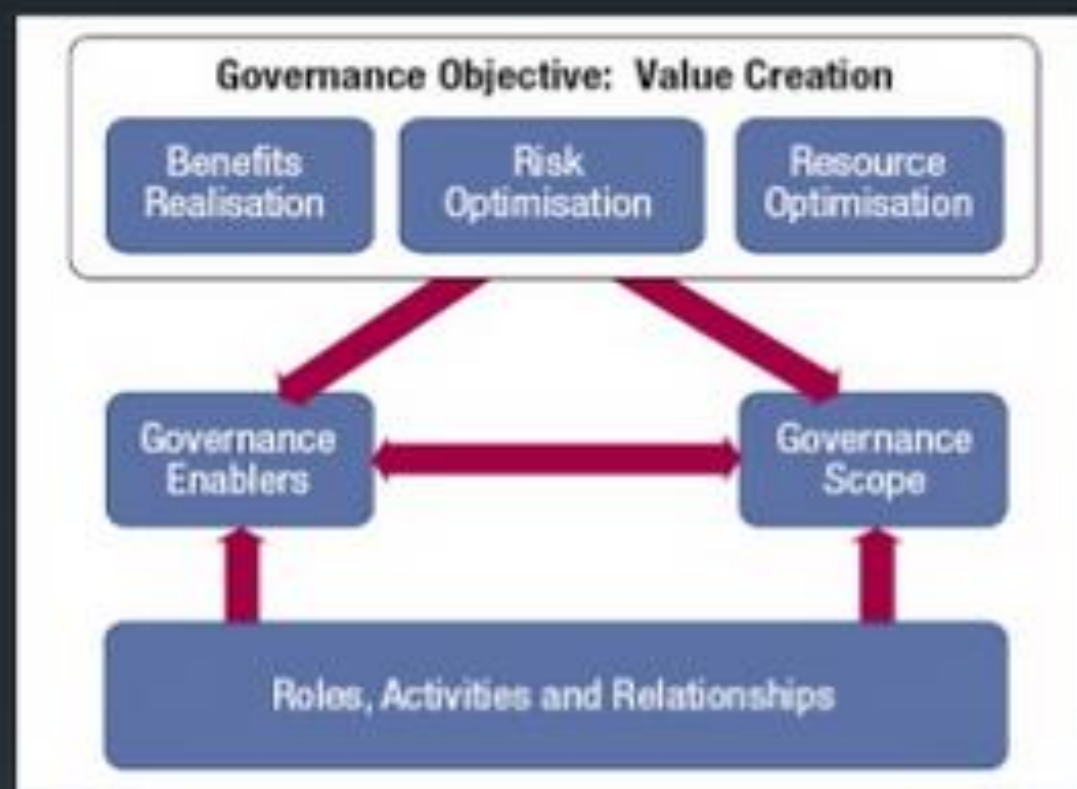 Governance Objective: Value Creation
Benefits
Realisation
Risk
Optimisation
Resource
Optimisation
Governance
Enablers
Governance
Scope
Roles, Activities and Relationships